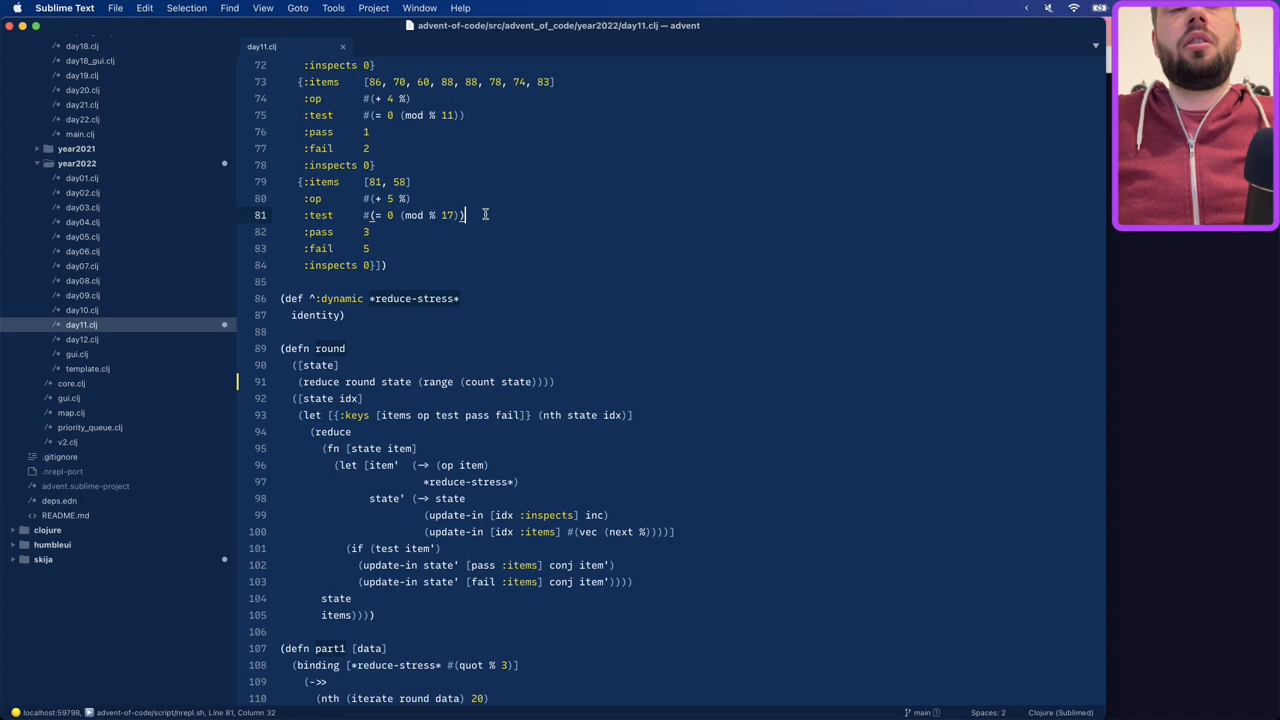 Sublime Text File Edit Selection Find View Goto Tools Project Window Help
advent-of-code/src/advent_of_code/year2022/day11.clj — advent
day18.clj
day18_gui.clj
day19.clj
day20.clj
day21.clj
day22.clj
main.clj
year2021
year2022
day01.clj
day02.clj
day03.clj
day04.clj
day05.clj
day06.clj
day07.clj
day08.clj
day09.clj
day10.clj
day11.clj
day12.clj
gui.clj
template.clj
core.clj
gui.clj
map.clj
priority_queue.clj
v2.clj
.gitignore
.nrepl-port
advent.sublime-project
deps.edn
README.md
clojure
humbleui
skija
day11.clj
72 :inspects 0}
73 {:items [86, 70, 60, 88, 88, 78, 74, 83]
74 :op #(+ 4 %)
75 :test #(= 0 (mod % 11))
76 :pass 1
77 :fail 2
78 :inspects 0}
79 {:items [81, 58]
80 :op #(+ 5 %)
81 :test #(= 0 (mod % 17))
82 :pass 3
83 :fail 5
84 :inspects 0}])
85
86 (def ^:dynamic *reduce-stress*
87 identity)
88
89 (defn round
90 ([state]
91 (reduce round state (range (count state))))
92 ([state idx]
93 (let [{:keys [items op test pass fail]} (nth state idx)]
94 (reduce
95 (fn [state item]
96 (let [item' (-> (op item)
97 *reduce-stress*)
98 state' (-> state
99 (update-in [idx :inspects] inc)
100 (update-in [idx :items] #(vec (next %))))]
101 (if (test item')
102 (update-in state' [pass :items] conj item')
103 (update-in state' [fail :items] conj item'))))
104 state
105 items))))
106
107 (defn part1 [data]
108 (binding [*reduce-stress* #(quot % 3)]
109 (->>
110 (nth (iterate round data) 20)
localhost:59798, advent-of-code/script/nrepl.sh, Line 81, Column 32 main 1 Spaces: 2 Clojure (Sublimed)